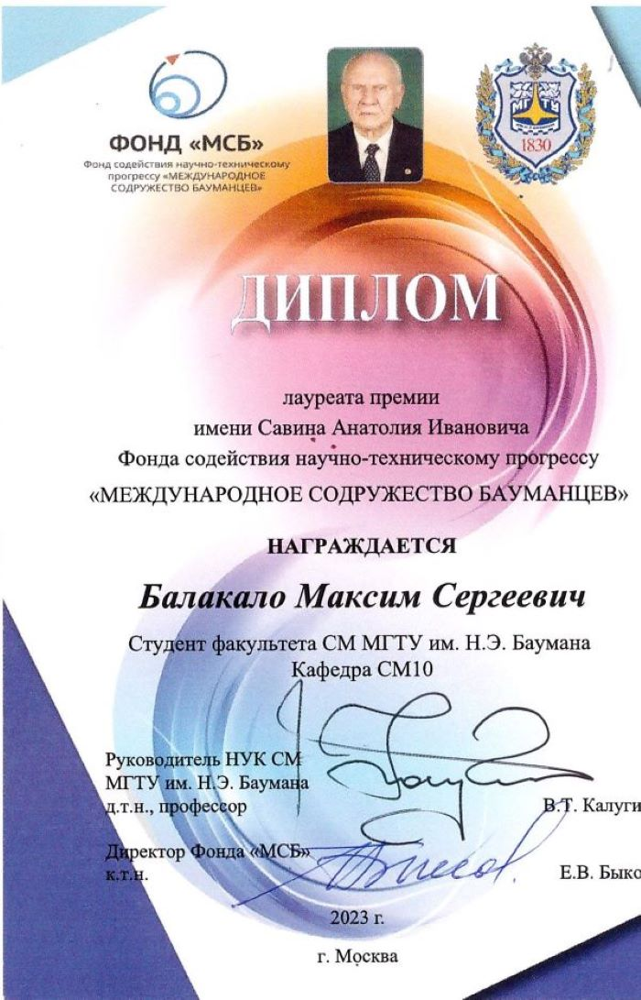 ФОНД «МСБ»
Фонд содействия научно-техническому
прогрессу «МЕЖДУНАРОДНОЕ
СОДРУЖЕСТВО БАУМАНЦЕВ»
МГТУ
1830
ДИПЛОМ
лауреата премии
имени Савина Анатолия Ивановича
Фонда содействия научно-техническому прогрессу
«МЕЖДУНАРОДНОЕ СОДРУЖЕСТВО БАУМАНЦЕВ»
НАГРАЖДАЕТСЯ
Балакало Максим Сергеевич
Студент факультета СМ МГТУ им. Н.Э. Баумана
Кафедра СМ10
Руководитель НУК СМ
МГТУ им. Н.Э. Баумана
д.т.н., профессор
В.Т. Калуги
Директор Фонда «МСБ»
к.т.н.
Е.В. Быко
2023 г.
г. Москва